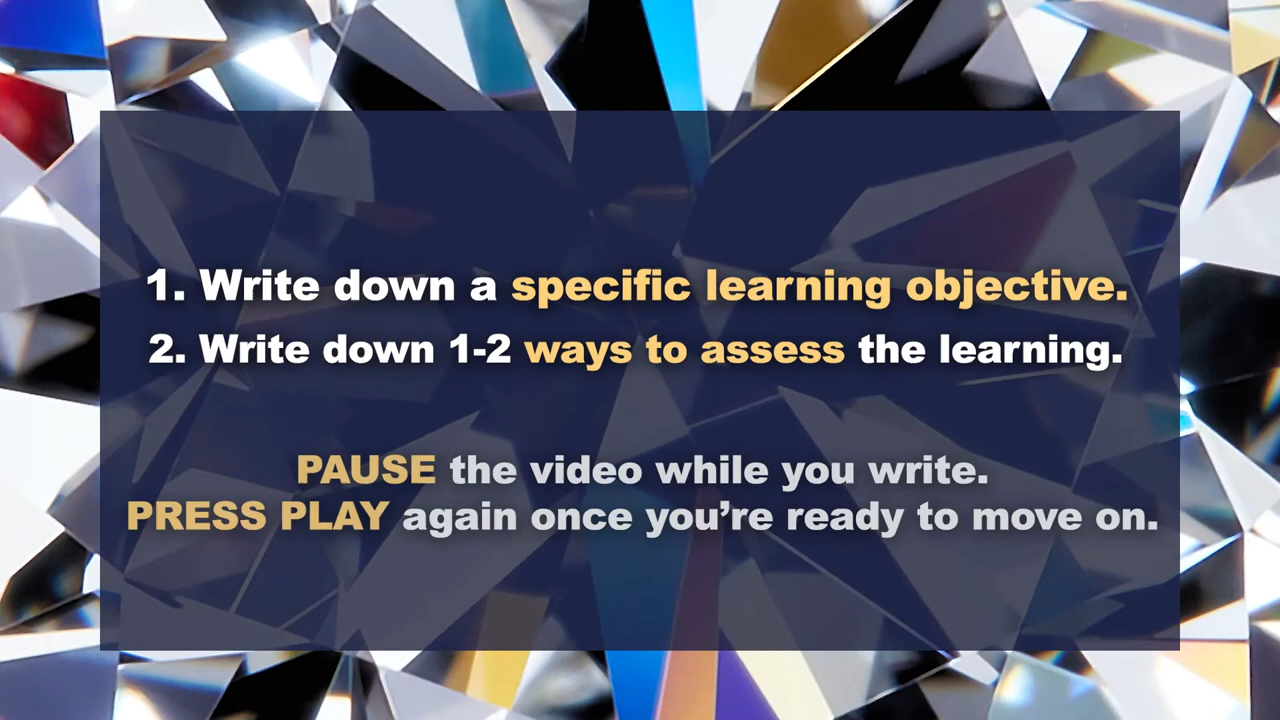 1. Write down a specific learning objective.
2. Write down 1-2 ways to assess the learning.
PAUSE the video while you write.
PRESS PLAY again once you’re ready to move on.